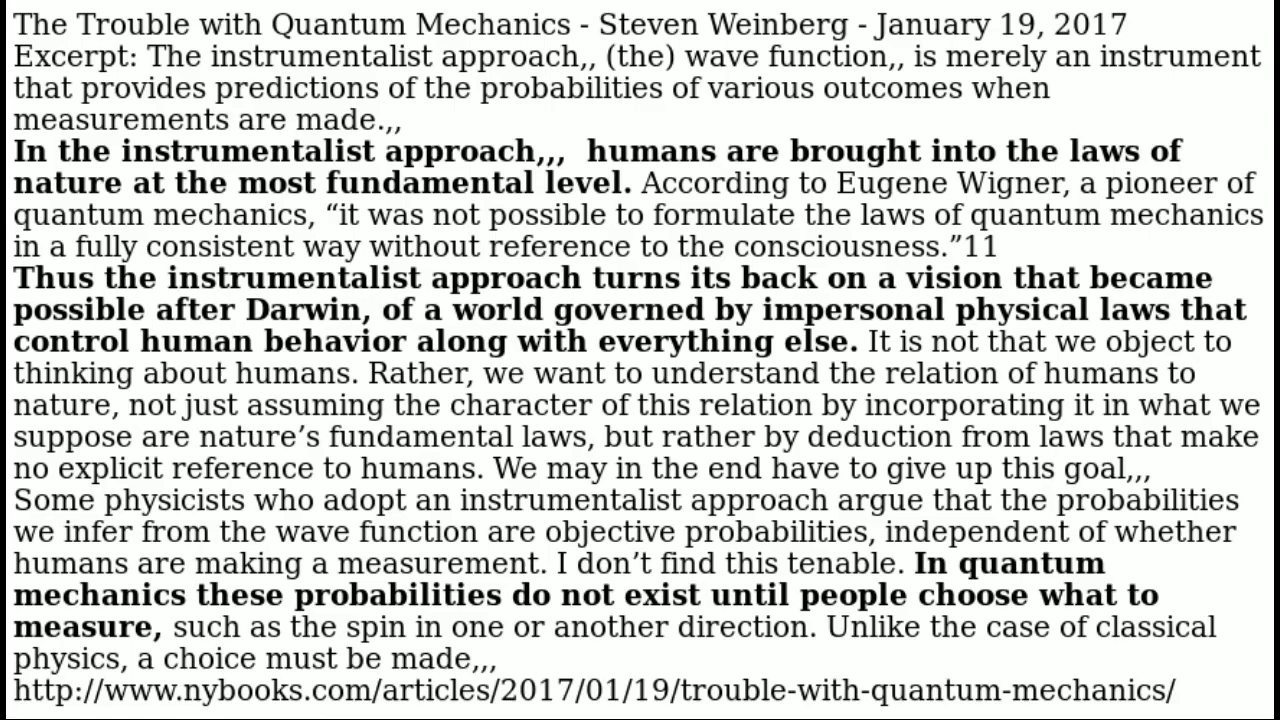 The Trouble with Quantum Mechanics - Steven Weinberg - January 19, 2017
Excerpt: The instrumentalist approach,, (the) wave function,, is merely an instrument
that provides predictions of the probabilities of various outcomes when
measurements are made.,,
In the instrumentalist approach,,,  humans are brought into the laws of
nature at the most fundamental level. According to Eugene Wigner, a pioneer of
quantum mechanics, “it was not possible to formulate the laws of quantum mechanics
in a fully consistent way without reference to the consciousness.”11
Thus the instrumentalist approach turns its back on a vision that became
possible after Darwin, of a world governed by impersonal physical laws that
control human behavior along with everything else. It is not that we object to
thinking about humans. Rather, we want to understand the relation of humans to
nature, not just assuming the character of this relation by incorporating it in what we
suppose are nature’s fundamental laws, but rather by deduction from laws that make
no explicit reference to humans. We may in the end have to give up this goal,,,
Some physicists who adopt an instrumentalist approach argue that the probabilities
we infer from the wave function are objective probabilities, independent of whether
humans are making a measurement. I don’t find this tenable. In quantum
mechanics these probabilities do not exist until people choose what to
measure, such as the spin in one or another direction. Unlike the case of classical
physics, a choice must be made,,,
http://www.nybooks.com/articles/2017/01/19/trouble-with-quantum-mechanics/